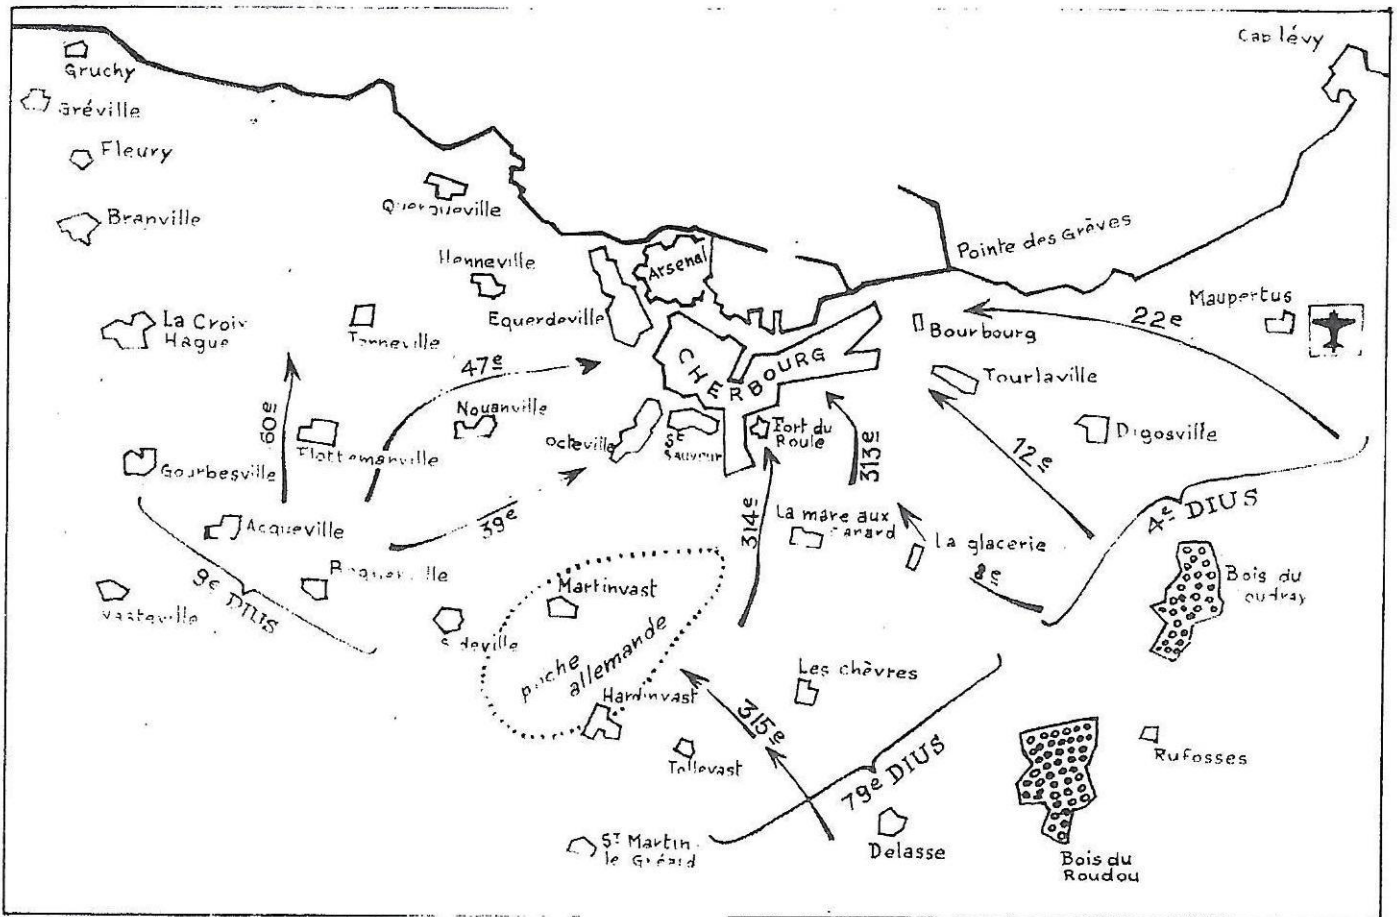 Cap lévy
Gruchy
Gréville
Fleury
Branville
Querqueville
Pointe des Grèves
Henneville
Arsenal
Maupertus
22e
La Croix
Hague
Tonneville
Equerdeville
Bourbourg
CHERBOURG
47e
Tourlaville
60e
Nouanville
Flottemanville
Octeville
St
Sauveur
Fort du
Roule
313e
12e
Digosville
Gourbesville
Acqueville
39e
314e
La mare aux
La glacerie
8e
4e DIUS
Bois du
9e DIUS
Vasteville
Martinvast
allemande
Hardinvast
Les chèvres
315e
Tollevast
79e DIUS
Rufosses
St Martin
le Gréard
Delasse
Bois du
Roudou